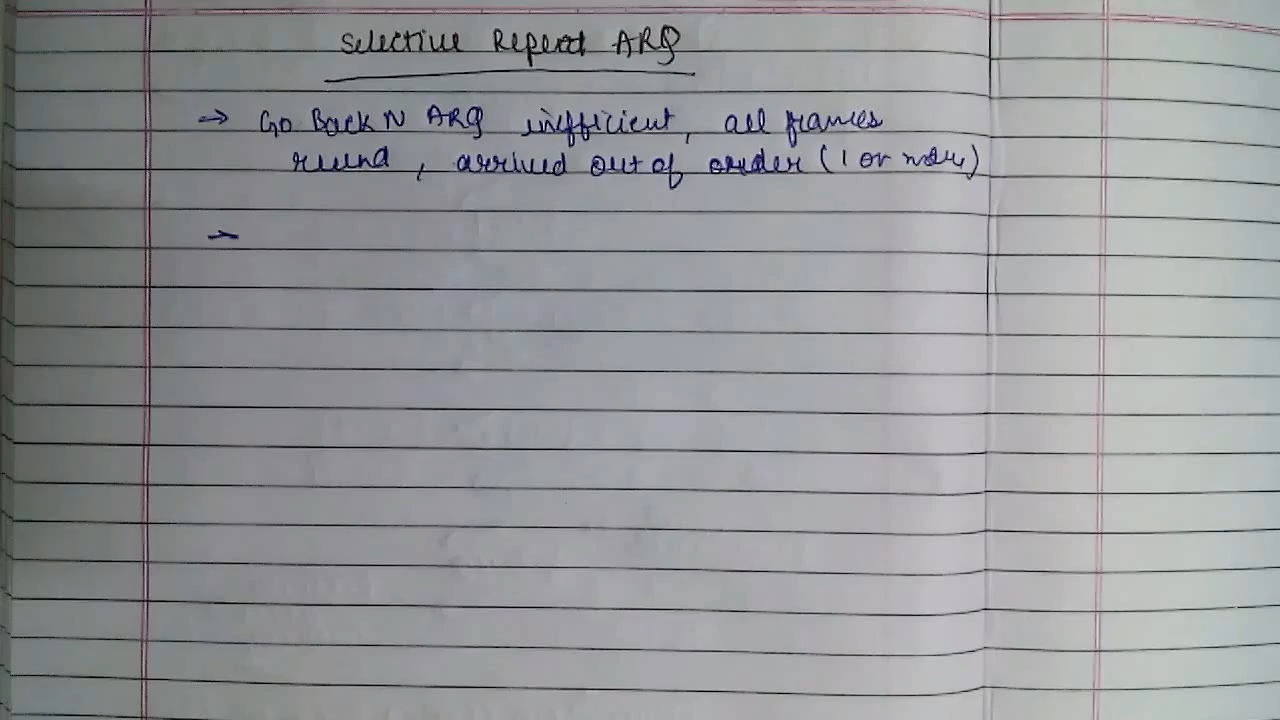 Selective Repeat ARQ
→ Go Back N ARQ inefficient, all frames
resend, arrived out of order (1 or more)
→